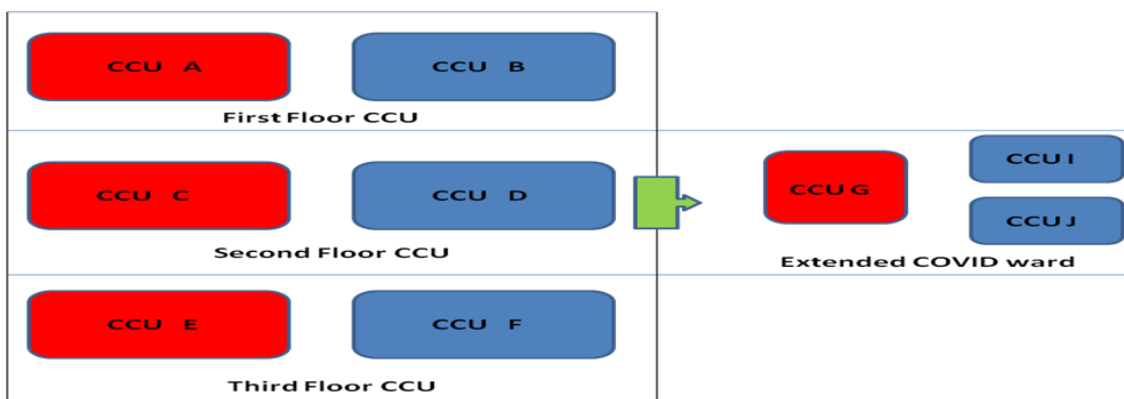 CCU A
CCU B
First Floor CCU
CCU C
CCU D
Second Floor CCU
CCU G
CCU I
CCU J
Extended COVID ward
CCU E
CCU F
Third Floor CCU